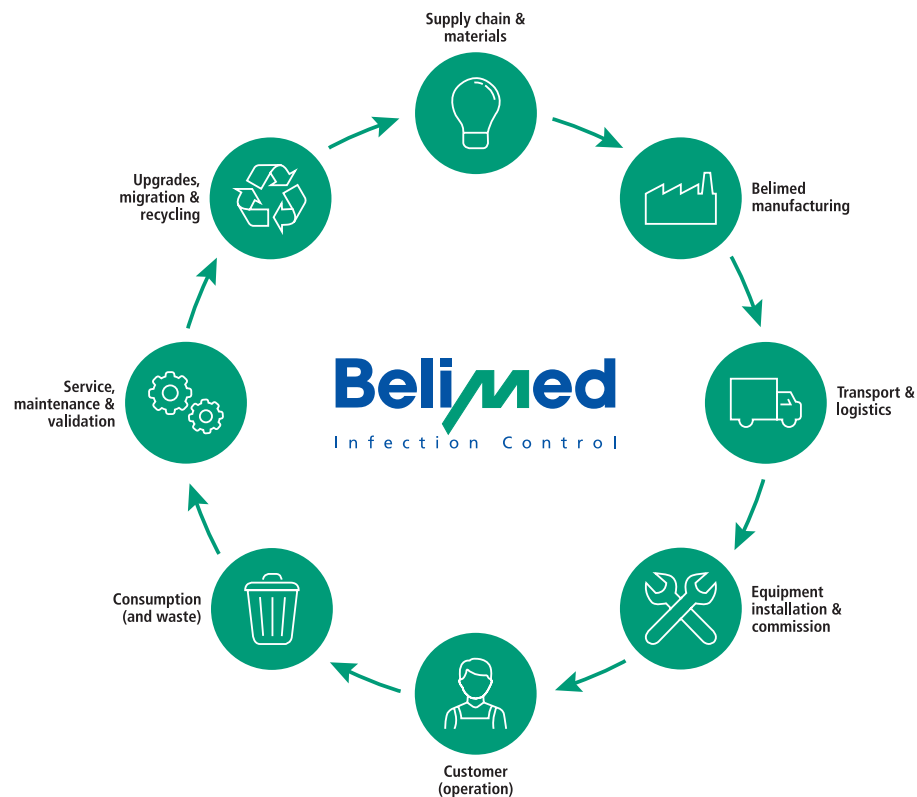 Supply chain &
materials
Belimed
manufacturing
Transport &
logistics
Equipment
installation &
commission
Customer
(operation)
Consumption
(and waste)
Service,
maintenance &
validation
Upgrades,
migration &
recycling
Belimed
Infection Control